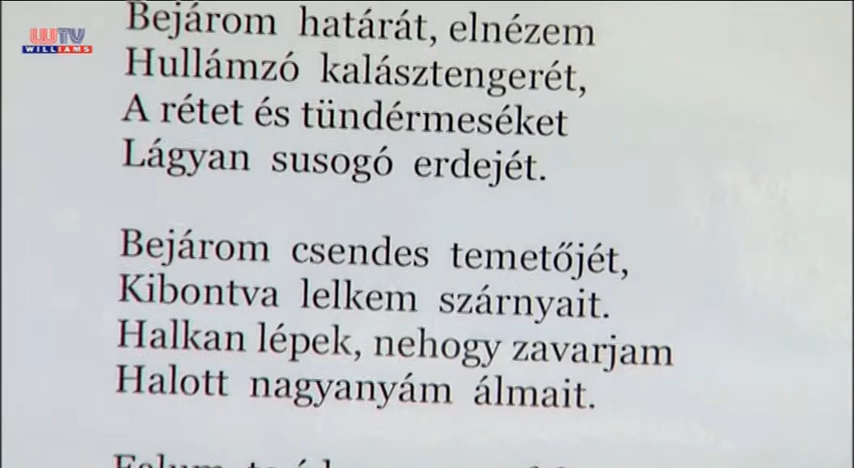 WTV
WILLIAMS
Bejárom határát, elnézem
Hullámzó kalásztengerét,
A rétet és tündérmeséket
Lágyan susogó erdejét.
Bejárom csendes temetőjét,
Kibontva lelkem szárnyait.
Halkan lépek, nehogy zavarjam
Halott nagyanyám álmait.